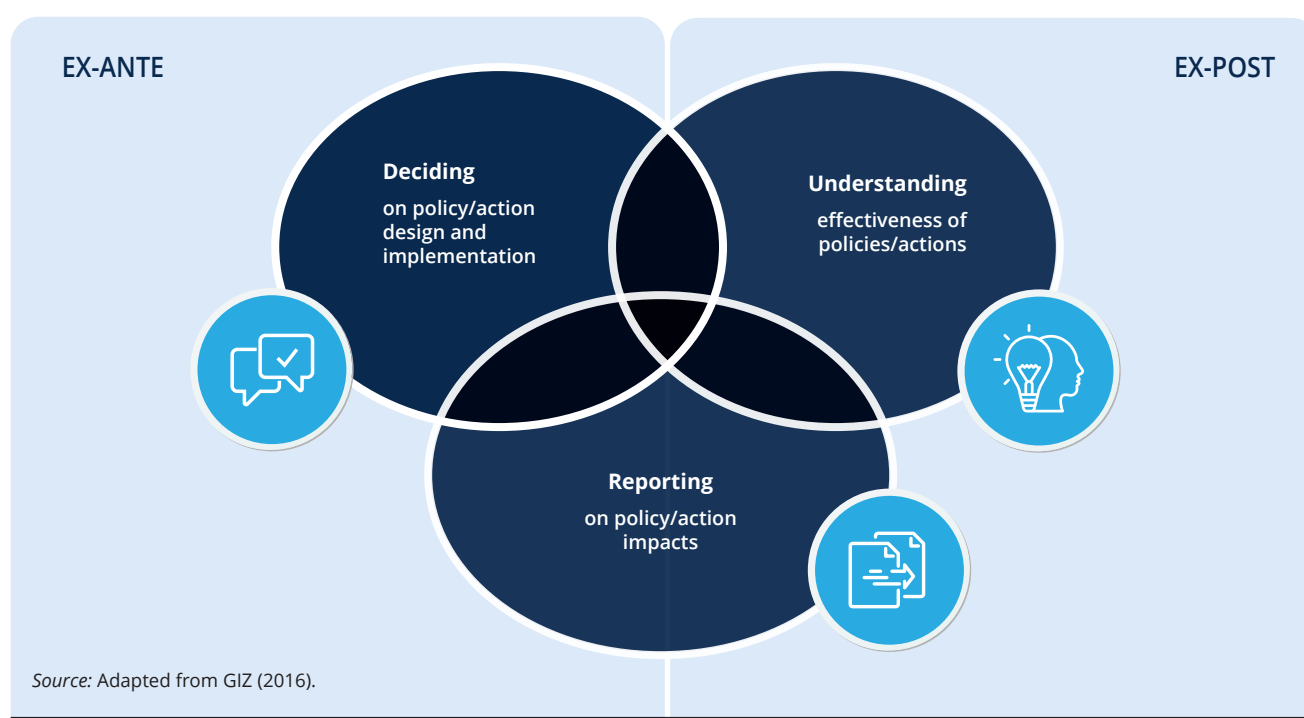 EX-ANTE
EX-POST
Deciding
on policy/action
design and
implementation
Understanding
effectiveness of
policies/actions
Reporting
on policy/action
impacts
Source: Adapted from GIZ (2016).